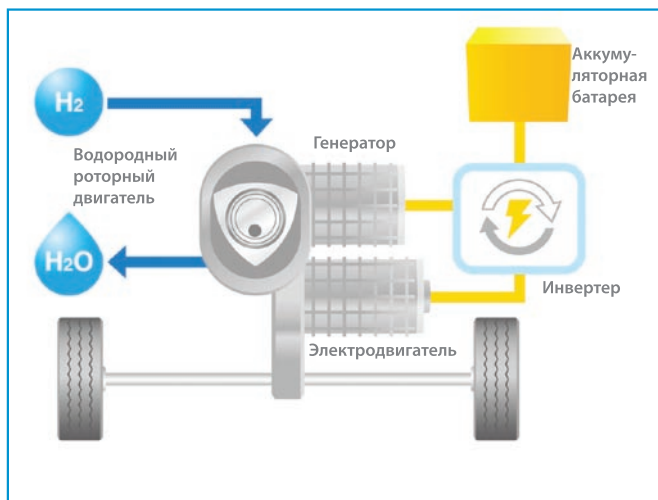 Аккуму-
ляторная
батарея
H2
Генератор
Водородный
роторный
двигатель
H2O
Инвертер
Электродвигатель